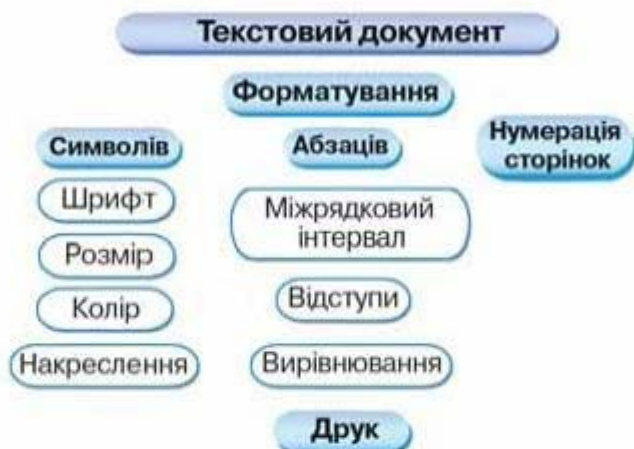 Текстовий документ
Форматування
Символів
Абзаців
Нумерація
сторінок
Шрифт
Розмір
Колір
Накреслення
Міжрядковий
інтервал
Відступи
Вирівнювання
Друк